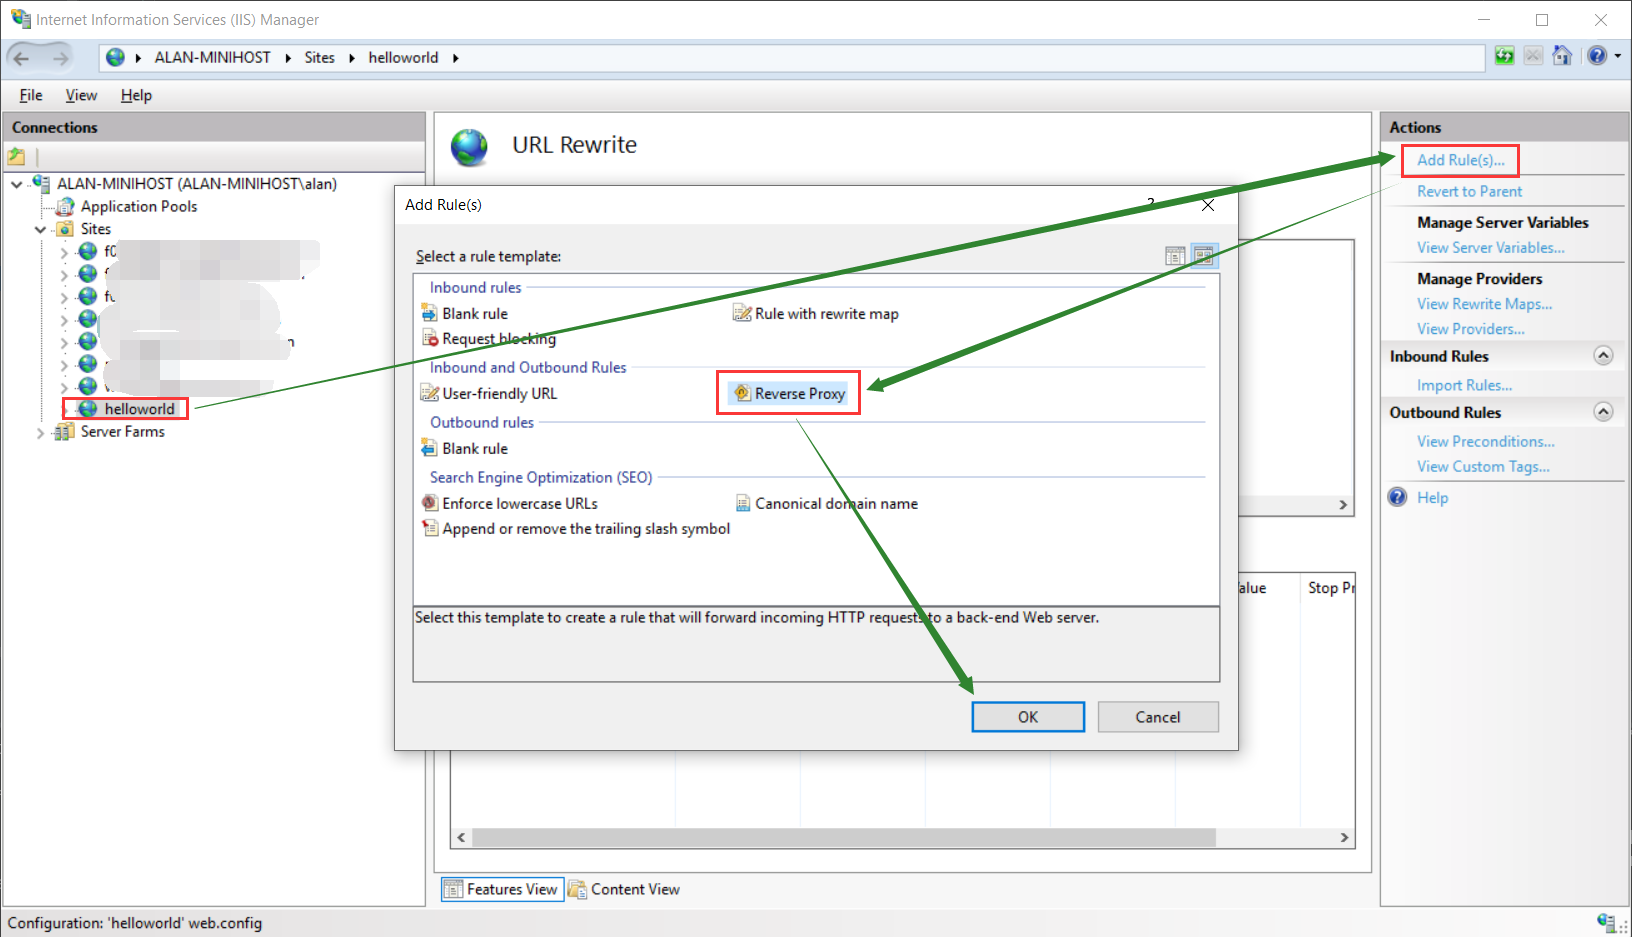 Internet Information Services (IIS) Manager
ALAN-MINIHOST Sites helloworld
File View Help
Connections
ALAN-MINIHOST (ALAN-MINIHOST\alan)
Application Pools
Sites
helloworld
Server Farms
URL Rewrite
Add Rule(s)
Select a rule template:
Inbound rules
Blank rule
Rule with rewrite map
Request blocking
Inbound and Outbound Rules
User-friendly URL
Reverse Proxy
Outbound rules
Blank rule
Search Engine Optimization (SEO)
Enforce lowercase URLs
Canonical domain name
Append or remove the trailing slash symbol
Select this template to create a rule that will forward incoming HTTP requests to a back-end Web server.
OK
Cancel
Stop Pr
Features View
Content View
Actions
Add Rule(s)...
Revert to Parent
Manage Server Variables
View Server Variables...
Manage Providers
View Rewrite Maps...
View Providers...
Inbound Rules
Import Rules...
Outbound Rules
View Preconditions...
View Custom Tags...
Help
Configuration: 'helloworld' web.config